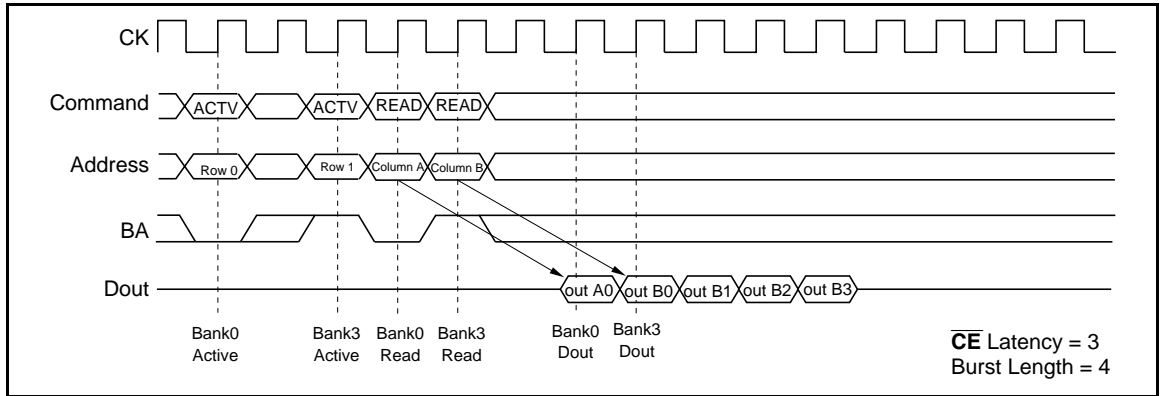 CK
Command ACTV ACTV READ READ
Address Row 0 Row 1 Column A Column B
BA
Dout out A0 out B0 out B1 out B2 out B3
Bank0 Bank3 Bank0 Bank3 Bank0 Bank3
Active Active Read Read Dout Dout
CE Latency = 3
Burst Length = 4